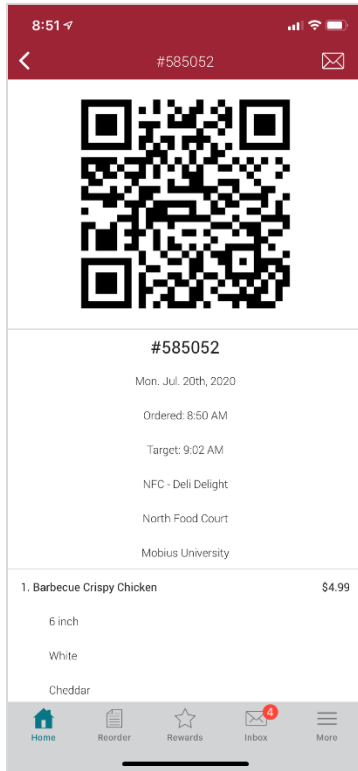 8:51
#585052
#585052
Mon. Jul. 20th, 2020
Ordered: 8:50 AM
Target: 9:02 AM
NFC - Deli Delight
North Food Court
Mobius University
1. Barbecue Crispy Chicken $4.99
6 inch
White
Cheddar
4
Home Reorder Rewards Inbox More